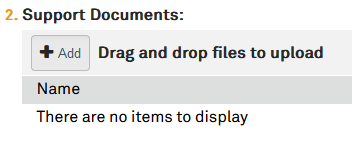 2. Support Documents:
+ Add Drag and drop files to upload
Name
There are no items to display